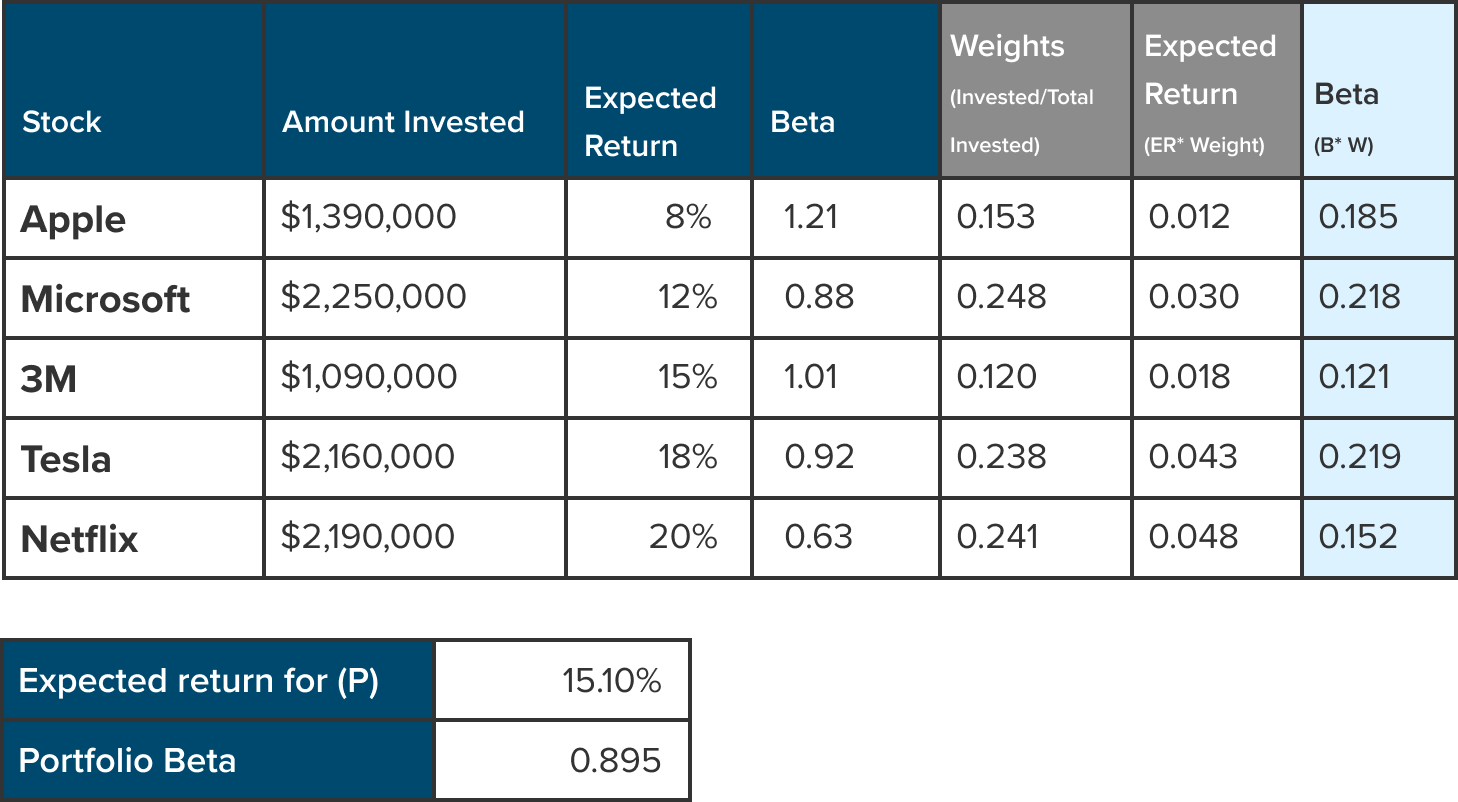 Stock Amount Invested Expected Return Beta Weights (Invested/Total Invested) Expected Return (ER* Weight) Beta (B* W)
Apple $1,390,000 8% 1.21 0.153 0.012 0.185
Microsoft $2,250,000 12% 0.88 0.248 0.030 0.218
3M $1,090,000 15% 1.01 0.120 0.018 0.121
Tesla $2,160,000 18% 0.92 0.238 0.043 0.219
Netflix $2,190,000 20% 0.63 0.241 0.048 0.152
Expected return for (P) 15.10%
Portfolio Beta 0.895